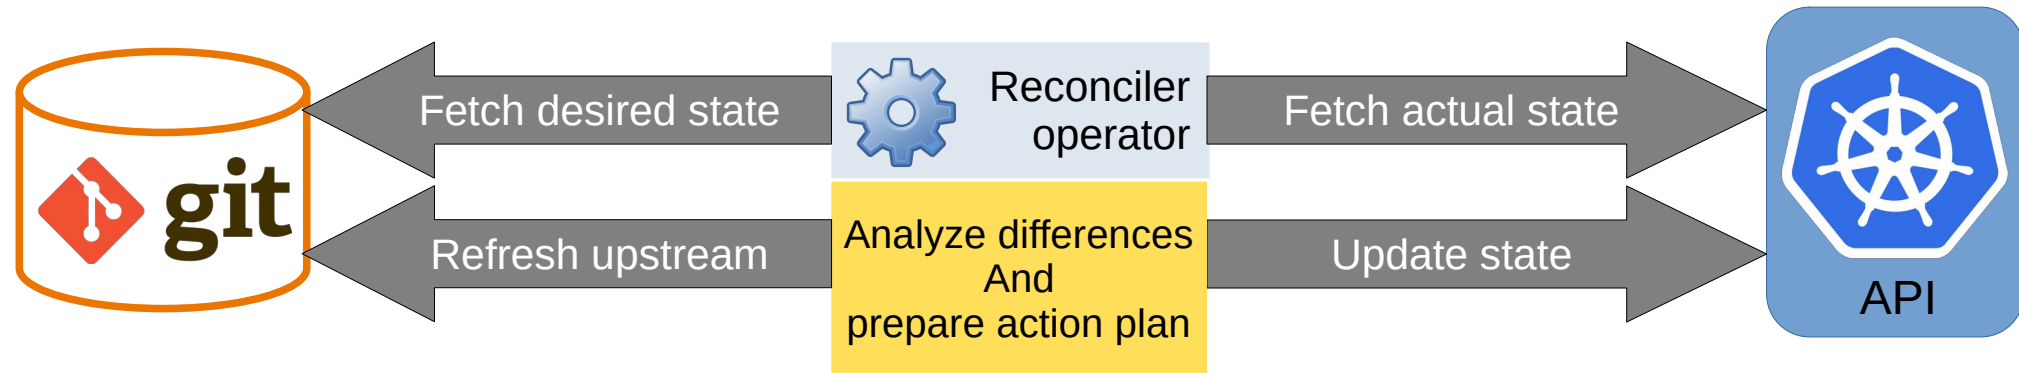 git
Fetch desired state
Reconciler
operator
Fetch actual state
Refresh upstream
Analyze differences
And
prepare action plan
Update state
API